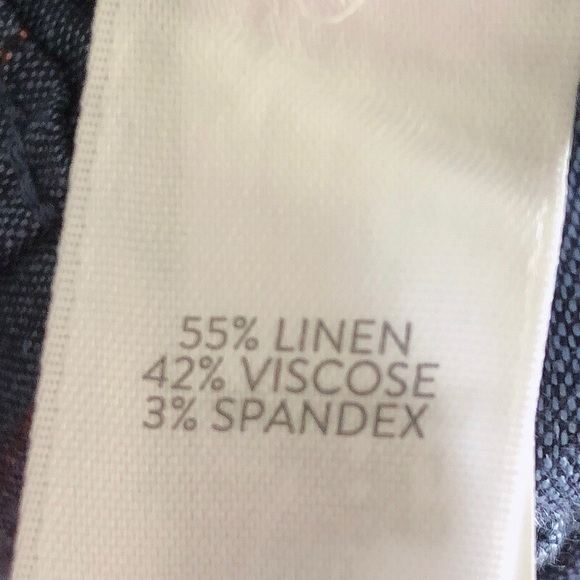 55% LINEN
42% VISCOSE
3% SPANDEX